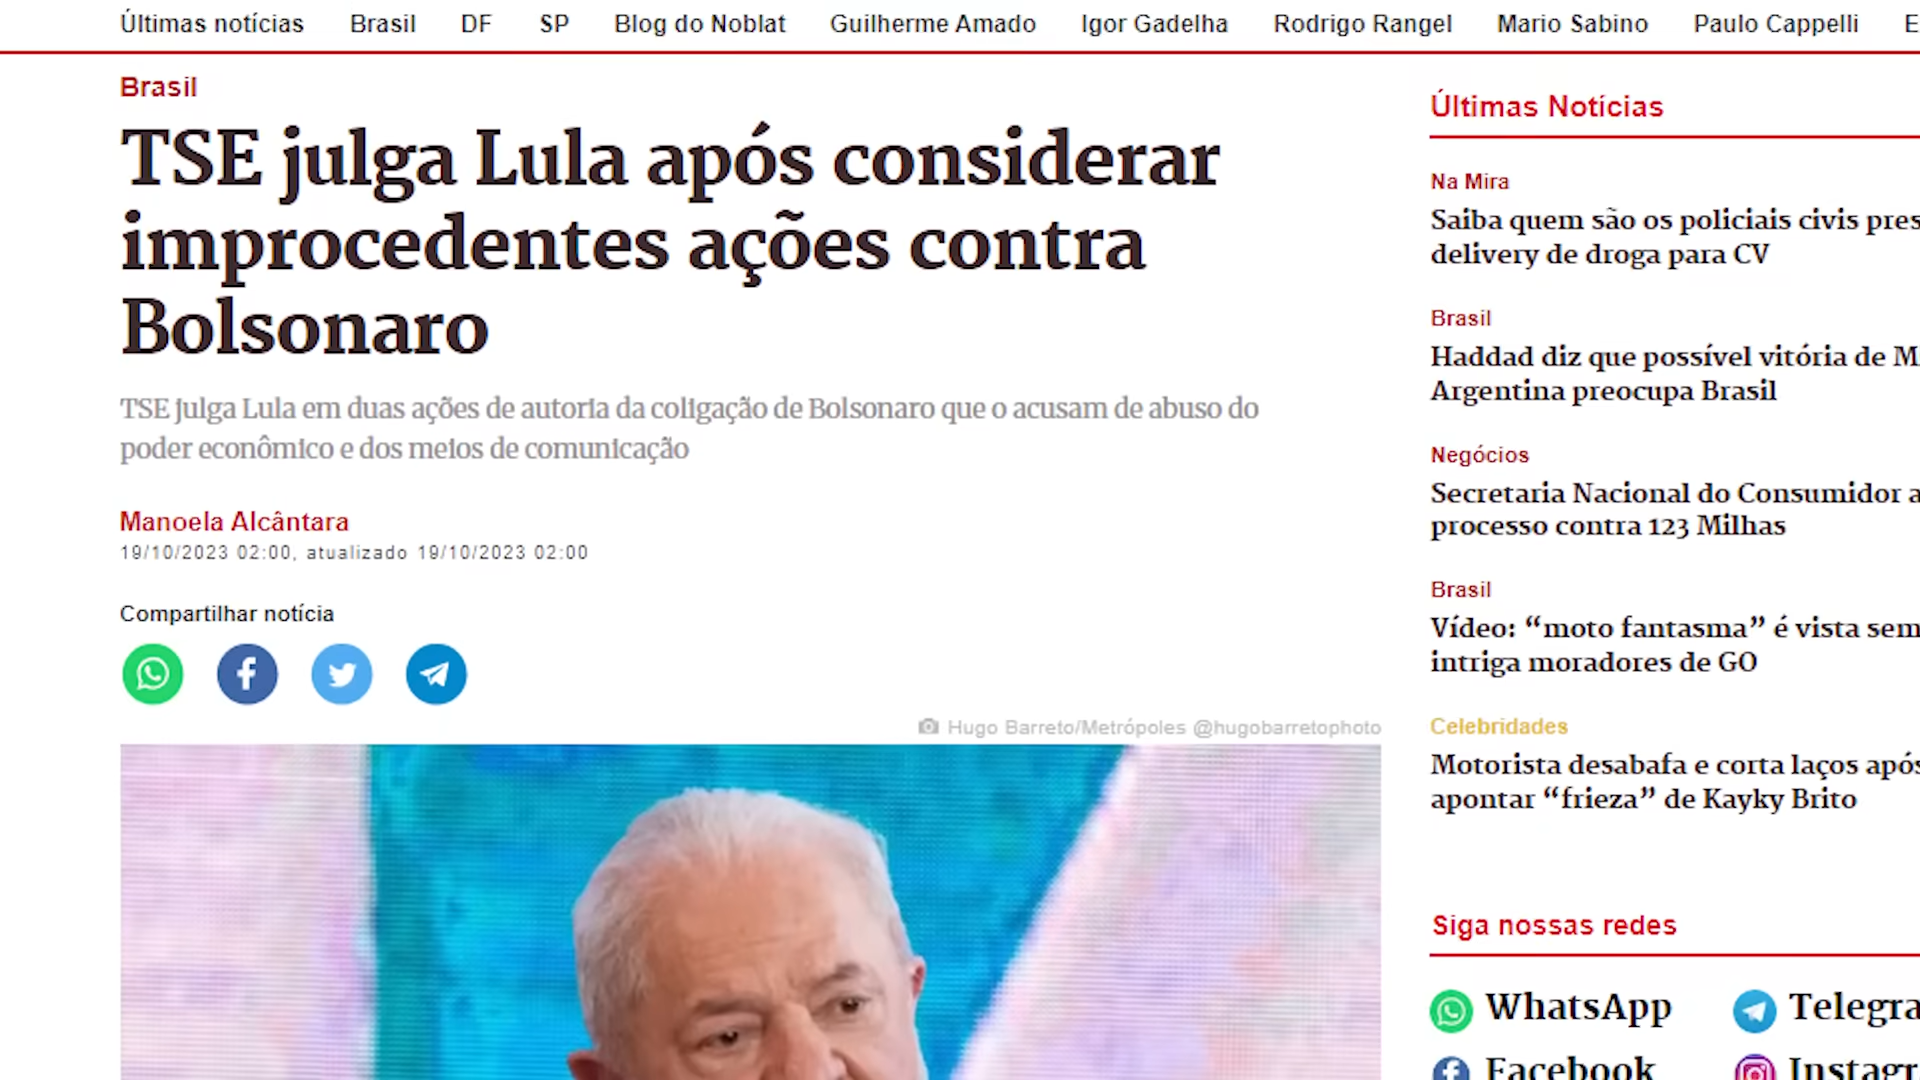 Últimas notícias Brasil DF SP Blog do Noblat Guilherme Amado Igor Gadelha Rodrigo Rangel Mario Sabino Paulo Cappelli
Brasil
TSE julga Lula após considerar
improcedentes ações contra
Bolsonaro
TSE julga Lula em duas ações de autoria da coligação de Bolsonaro que o acusam de abuso do
poder econômico e dos meios de comunicação
Manoela Alcântara
19/10/2023 02:00, atualizado 19/10/2023 02:00
Compartilhar notícia
Hugo Barreto/Metrópoles @hugobarretophoto
Últimas Notícias
Na Mira
Saiba quem são os policiais civis pres
delivery de droga para CV
Brasil
Haddad diz que possível vitória de M
Argentina preocupa Brasil
Negócios
Secretaria Nacional do Consumidor a
processo contra 123 Milhas
Brasil
Vídeo: “moto fantasma” é vista sem
intriga moradores de GO
Celebridades
Motorista desabafa e corta laços após
apontar “frieza” de Kayky Brito
Siga nossas redes
WhatsApp Telegra
Facebook Instagr